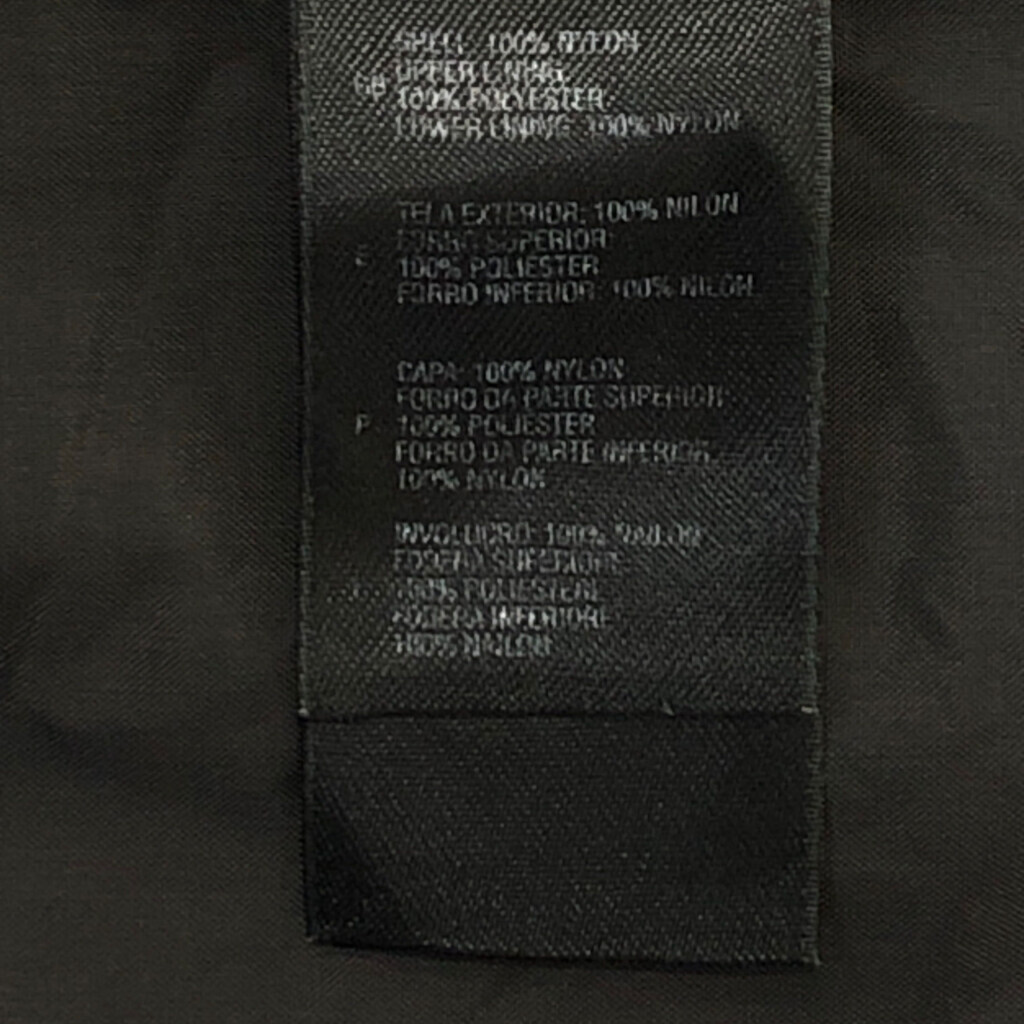 SHELL: 100% NYLON
UPPER LINING:
GB 100% POLYESTER
LOWER LINING: 100% NYLON
TELA EXTERIOR: 100% NILON
FORRO SUPERIOR:
E 100% POLIESTER
FORRO INFERIOR: 100% NILON
CAPA: 100% NYLON
FORRO DA PARTE SUPERIOR:
P 100% POLIESTER
FORRO DA PARTE INFERIOR:
100% NYLON
INVOLUCRO: 100% NAILON
FODERA SUPERIORE
100% POLIESTERE
FODERA INFERIORE
100% NAILON